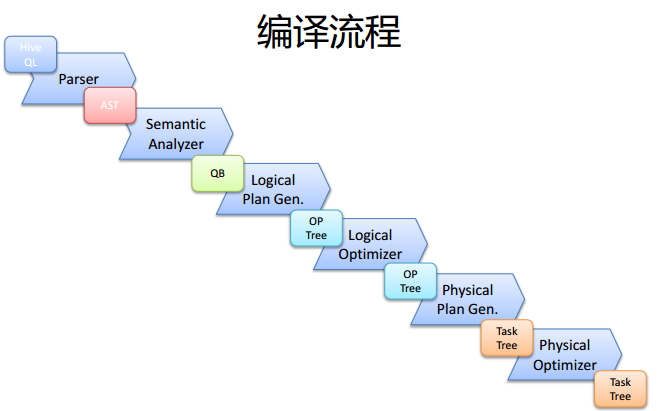 编译流程
Hive
QL
Parser
AST
Semantic
Analyzer
QB
Logical
Plan Gen.
OP
Tree
Logical
Optimizer
OP
Tree
Physical
Plan Gen.
Task
Tree
Physical
Optimizer
Task
Tree